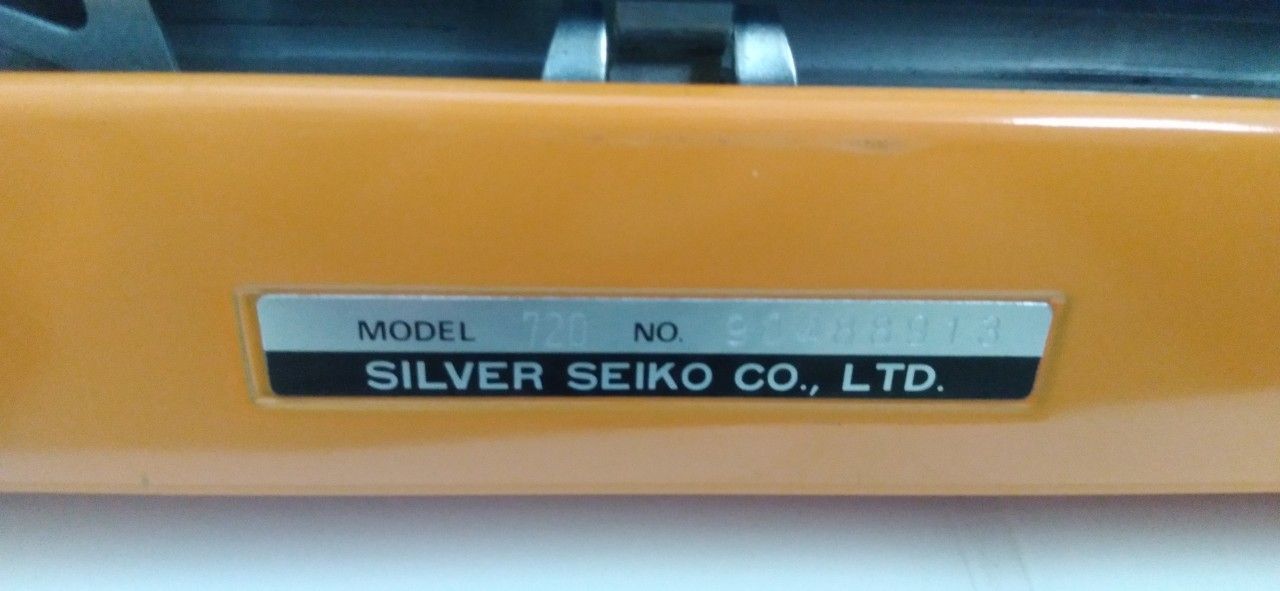 MODEL 720 NO.
SILVER SEIKO CO., LTD.